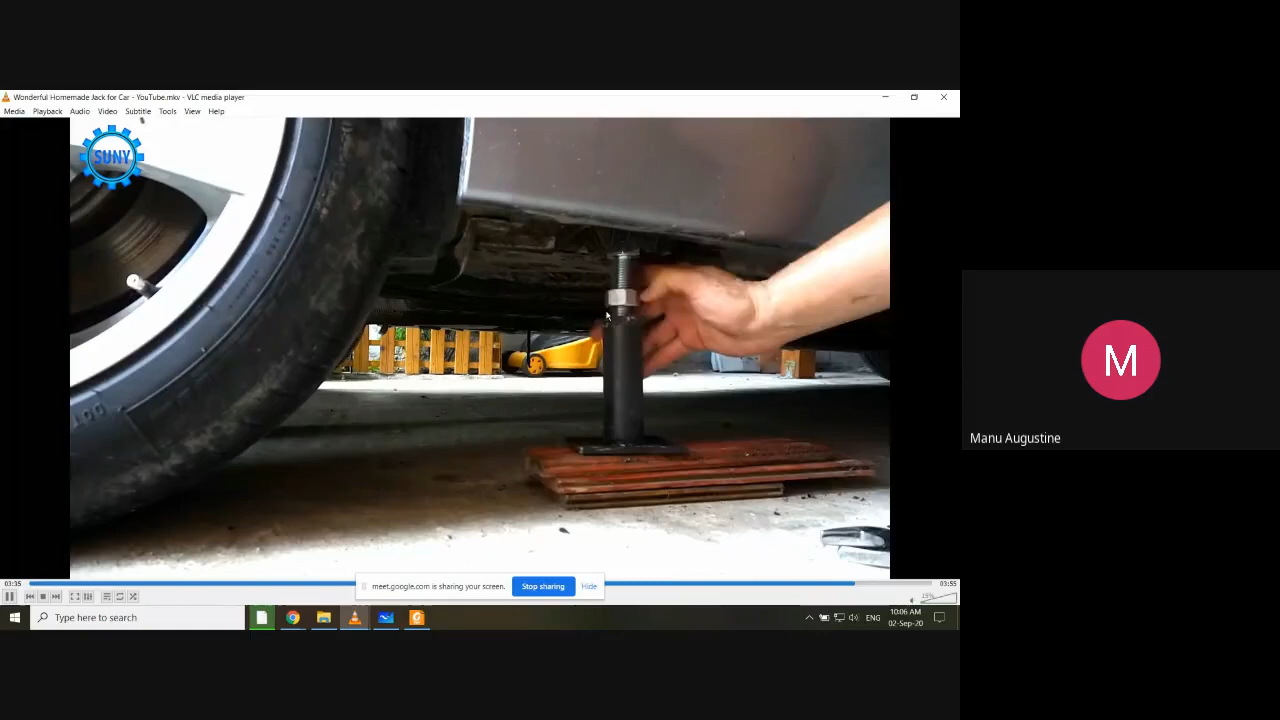 Wonderful Homemade Jack for Car - YouTube.mkv - VLC media player
Media Playback Audio Video Subtitle Tools View Help
SUNY
M
Manu Augustine
03:35
03:55
meet.google.com is sharing your screen.
Stop sharing
Hide
15%
Type here to search
ENG
10:06 AM
02-Sep-20